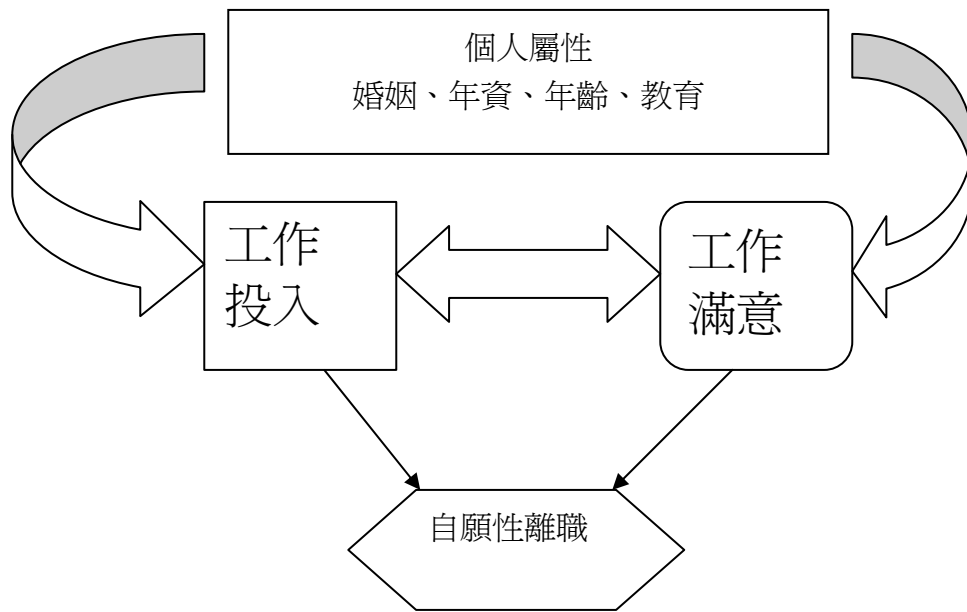 個人屬性
婚姻、年資、年齡、教育
工作
投入
工作
滿意
自願性離職